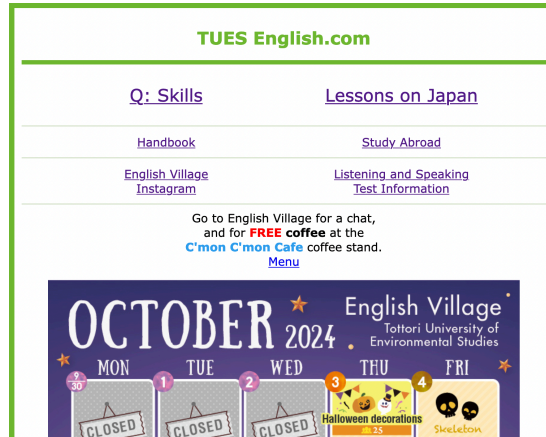 TUES English.com
Q: Skills
Lessons on Japan
Handbook
Study Abroad
English Village
Instagram
Listening and Speaking
Test Information
Go to English Village for a chat,
and for FREE coffee at the
C'mon C'mon Cafe coffee stand.
Menu
OCTOBER 2024
English Village
Tottori University of
Environmental Studies
MON TUE WED THU FRI
9/30 1 2 3 4
CLOSED CLOSED CLOSED
Halloween decorations
25
Skeleton